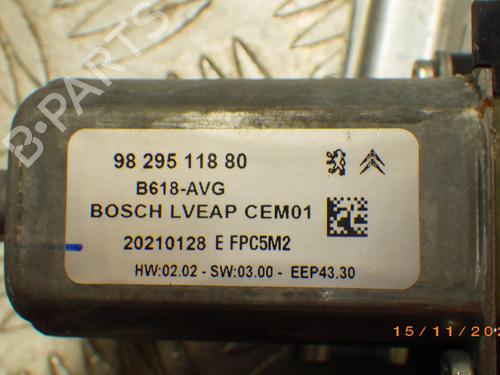 B-PARTS
98 295 118 80
B618-AVG
BOSCH LVEAP CEM01
20210128 E FPC5M2
HW:02.02 - SW:03.00 - EEP43.30
15/11/202